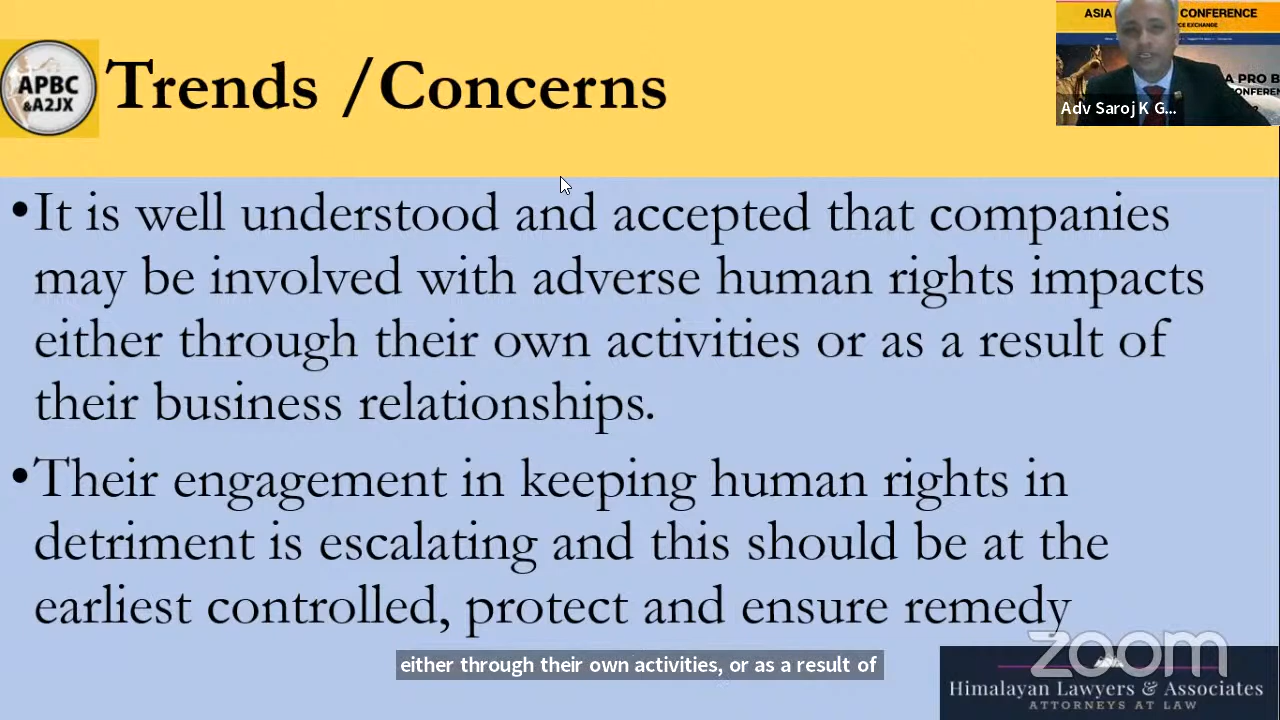 APBC
&A2JX
Trends /Concerns
ASIA
CONFERENCE
CE EXCHANGE
A PRO B
CONFEREN
Adv Saroj K G...
•It is well understood and accepted that companies
may be involved with adverse human rights impacts
either through their own activities or as a result of
their business relationships.
•Their engagement in keeping human rights in
detriment is escalating and this should be at the
earliest controlled, protect and ensure remedy
either through their own activities, or as a result of
zoom
Himalayan Lawyers & Associates
ATTORNEYS AT LAW